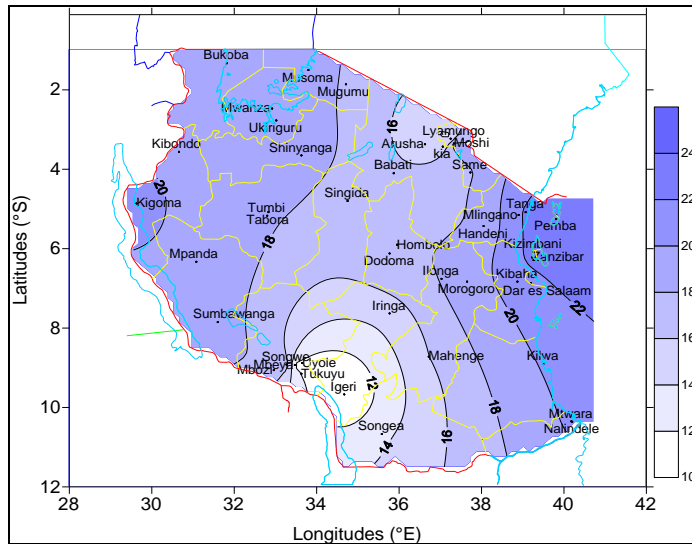 Bukoba
Musoma
Mugumu
Mwanza
Ukiriguru
Kibondo
Shinyanga
16
Lyamungo
Arusha
Moshi
kia
Babati
Same
20
Kigoma
Singida
Tumbi
Tabora
18
Tanga
Mlingano
Pemba
Handeni
Hombolo
Kizimbani
Zanzibar
Mpanda
Dodoma
Ilonga
Kibaha
Morogoro
Dar es Salaam
22
Sumbawanga
Iringa
20
Songwe
Mbeya
Uyole
Mbozi
Tukuyu
Mahenge
Kilwa
12
Igeri
18
Songea
14
16
Mtwara
Nalindele
2
4
6
8
10
12
28
30
32
34
36
38
40
42
Latitudes (°S)
Longitudes (°E)
24
22
20
18
16
14
12
10